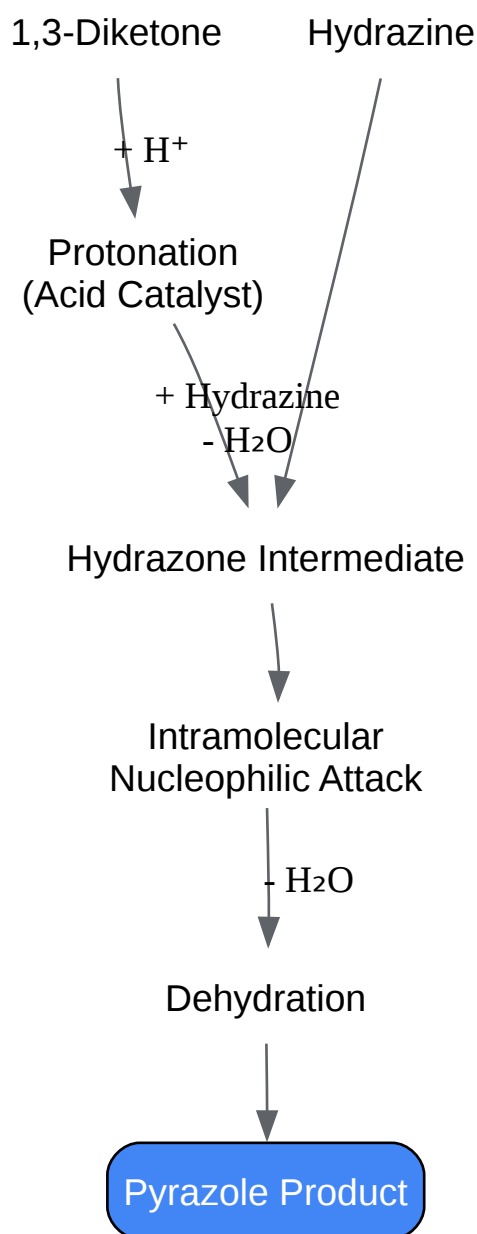 1,3-Diketone
Hydrazine
+ H⁺
Protonation
(Acid Catalyst)
+ Hydrazine
- H₂O
Hydrazone Intermediate
Intramolecular
Nucleophilic Attack
- H₂O
Dehydration
Pyrazole Product